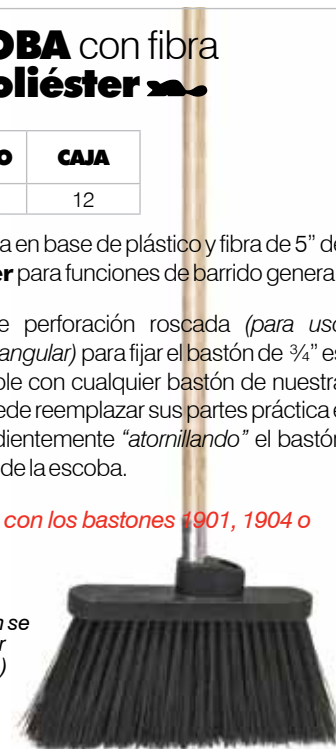 OBA con fibra
oliéster
O CAJA
12
a en base de plástico y fibra de 5" de
er para funciones de barrido genera
e perforación roscada (para uso
angular) para fijar el bastón de ¾" es
ble con cualquier bastón de nuestra
ede reemplazar sus partes práctica e
dientemente "atornillando" el bastón
de la escoba.
con los bastones 1901, 1904 o
n se
r
)